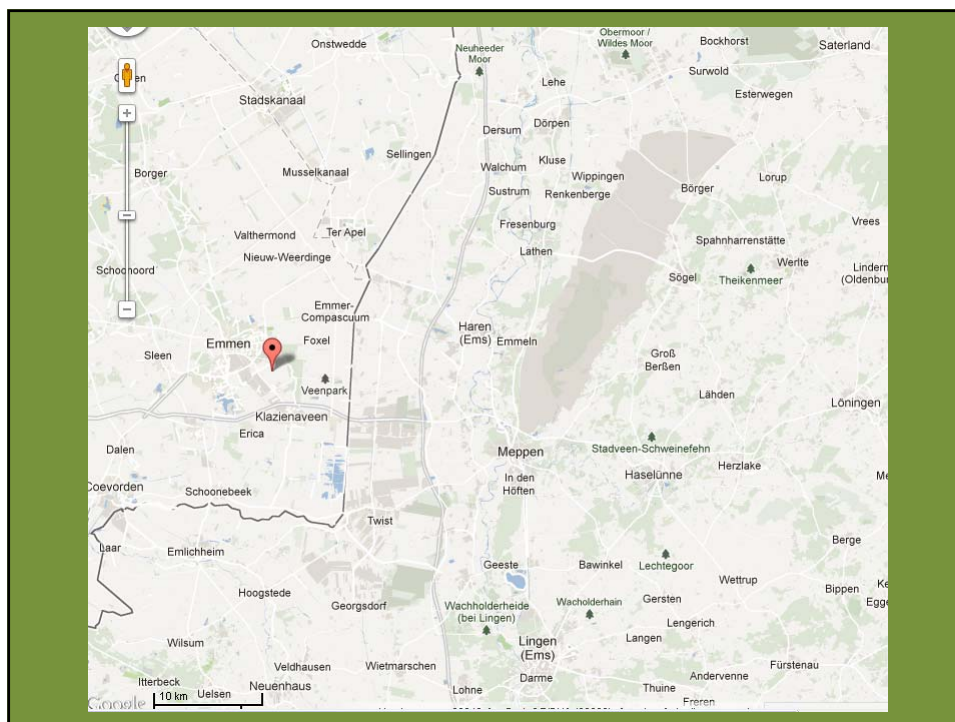 Onstwedde
Neuheeder
Moor
Obermoor /
Wildes Moor
Bockhorst
Saterland
Surwold
Lehe
Esterwegen
Stadskanaal
Dersum
Dörpen
Sellingen
Walchum
Kluse
Borger
Musselkanaal
Wippingen
Sustrum
Renkenberge
Börger
Lorup
Fresenburg
Vrees
Valthermond
Ter Apel
Lathen
Spahnharrenstätte
Nieuw-Weerdinge
Werlte
Lindern
(Oldenbur
Sögel
Theikenmeer
Emmer-
Compascuum
Haren
(Ems)
Emmeln
Emmen
Foxel
Sleen
Groß
Berßen
Veenpark
Lähden
Löningen
Klazienaveen
Erica
Dalen
Meppen
Stadveen-Schweinefehn
Herzlake
Haselünne
In den
Höften
Coevorden
Schoonebeek
Twist
Laar
Emlichheim
Berge
Geeste
Bawinkel
Lechtegoor
Wettrup
Bippen
Hoogstede
Georgsdorf
Wachholderheide
(bei Lingen)
Wacholderhain
Gersten
Lengerich
Langen
Wilsum
Lingen
(Ems)
Veldhausen
Wietmarschen
Fürstenau
Itterbeck
Uelsen
Neuenhaus
Darme
Andervenne
Lohne
Thuine
Freren
Google
10 km